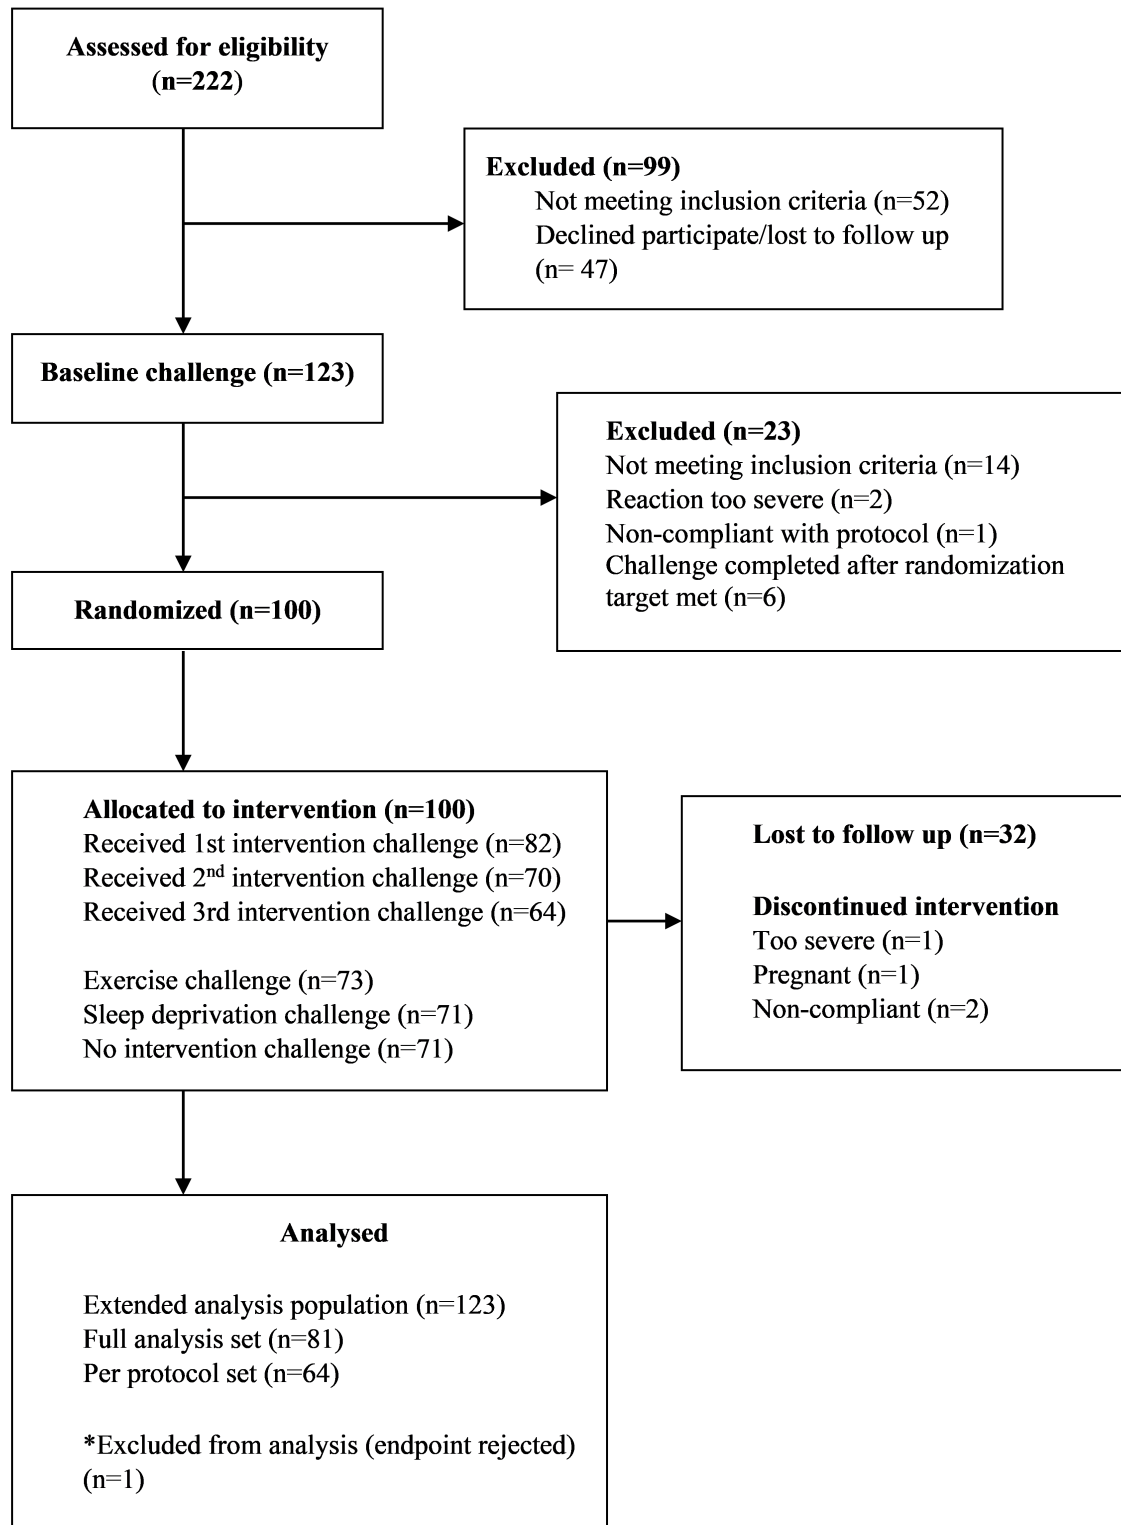 Assessed for eligibility
(n=222)
Excluded (n=99)
Not meeting inclusion criteria (n=52)
Declined participate/lost to follow up
(n= 47)
Baseline challenge (n=123)
Excluded (n=23)
Not meeting inclusion criteria (n=14)
Reaction too severe (n=2)
Non-compliant with protocol (n=1)
Challenge completed after randomization
target met (n=6)
Randomized (n=100)
Allocated to intervention (n=100)
Received 1st intervention challenge (n=82)
Received 2nd intervention challenge (n=70)
Received 3rd intervention challenge (n=64)
Exercise challenge (n=73)
Sleep deprivation challenge (n=71)
No intervention challenge (n=71)
Lost to follow up (n=32)
Discontinued intervention
Too severe (n=1)
Pregnant (n=1)
Non-compliant (n=2)
Analysed
Extended analysis population (n=123)
Full analysis set (n=81)
Per protocol set (n=64)
*Excluded from analysis (endpoint rejected)
(n=1)